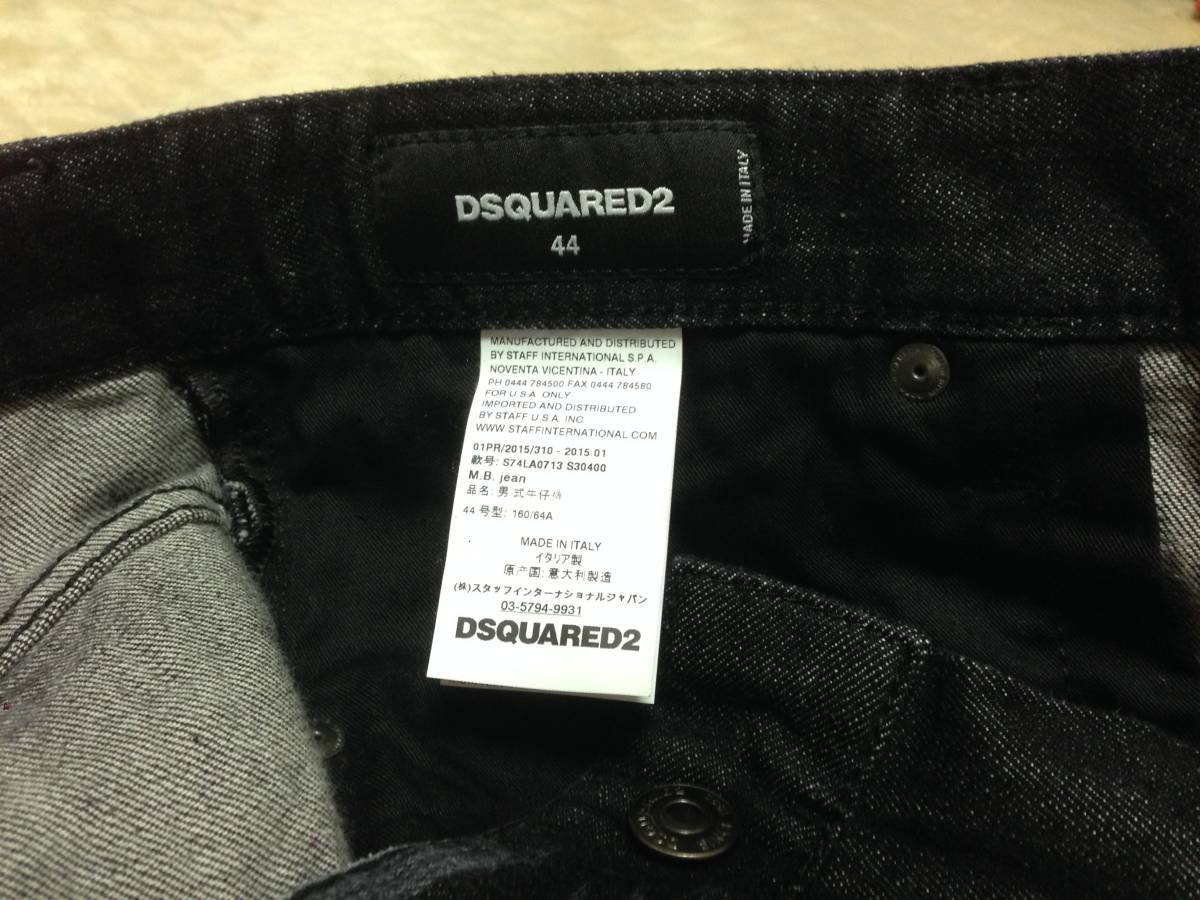 DSQUARED2
44
MADE IN ITALY
MANUFACTURED AND DISTRIBUTED
BY STAFF INTERNATIONAL S.P.A.
NOVENTA VICENTINA - ITALY
PH 0444 784500 FAX 0444 784580
FOR U.S.A. ONLY
IMPORTED AND DISTRIBUTED
BY STAFF U.S.A. INC
WWW.STAFFINTERNATIONAL.COM
01PR/2015/310 - 2015 01
款号: S74LA0713 S30400
M.B. jean
品名: 男式牛仔裤
44 号型: 160/64A
MADE IN ITALY
イタリア製
原产国: 意大利製造
(株)スタッフインターナショナルジャパン
03-5794-9931
DSQUARED2